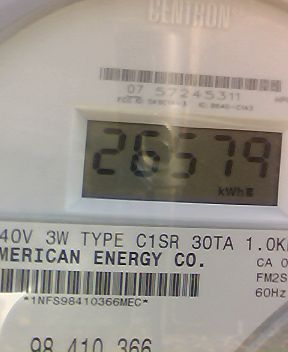 CENTRON
07 57245311
26579
kWh
40V 3W TYPE C1SR 30TA 1.0K
MERICAN ENERGY CO.
CA 0
FM2S
60Hz
*1NFS98410366MEC*
98 410 366